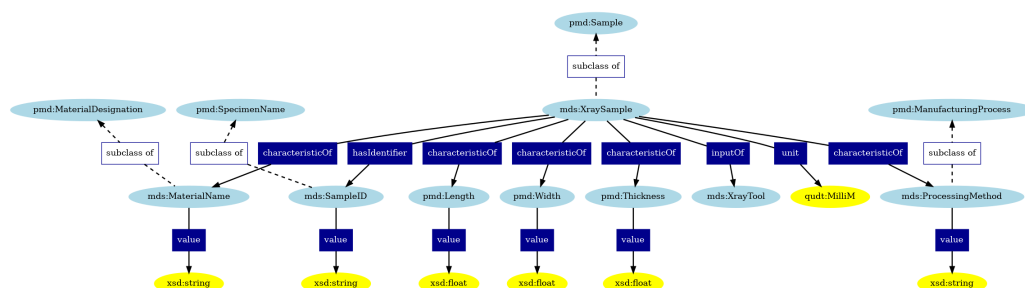 pmd:Sample
subclass of
pmd:MaterialDesignation
pmd:SpecimenName
mds:XraySample
pmd:ManufacturingProcess
subclass of
subclass of
characteristicOf
hasIdentifier
characteristicOf
characteristicOf
characteristicOf
inputOf
unit
characteristicOf
subclass of
mds:MaterialName
mds:SampleID
pmd:Length
pmd:Width
pmd:Thickness
mds:XrayTool
qudt:MilliM
mds:ProcessingMethod
value
value
value
value
value
value
xsd:string
xsd:string
xsd:float
xsd:float
xsd:float
xsd:string